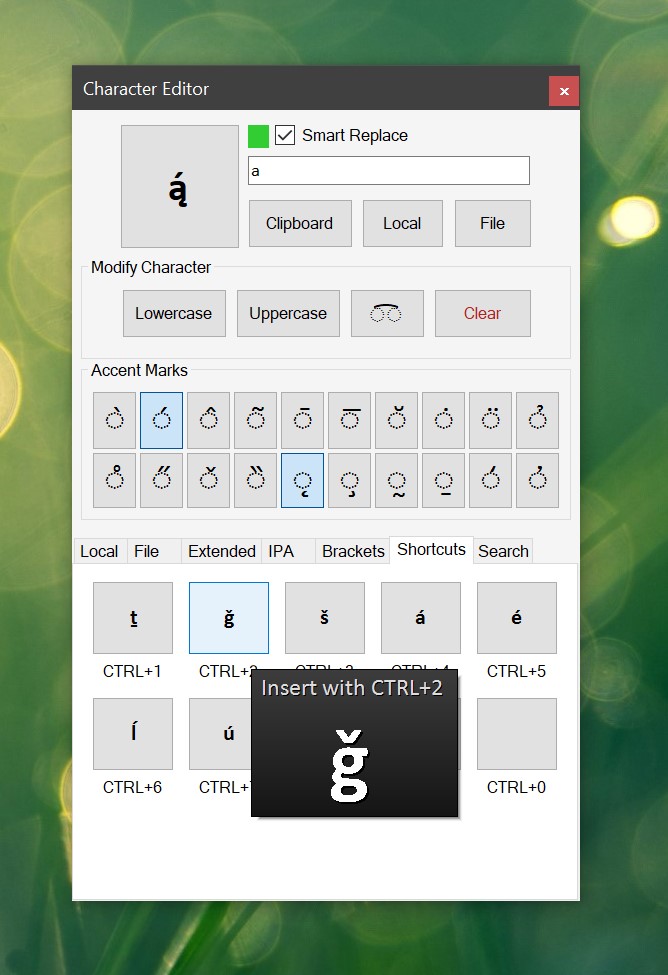 Character Editor
Smart Replace
ą́
a
Clipboard Local File
Modify Character
Lowercase Uppercase ◌͡◌ Clear
Accent Marks
◌̀ ◌́ ◌̂ ◌̃ ◌̄ ◌̅ ◌̆ ◌̇ ◌̈ ◌̉
◌̊ ◌̋ ◌̌ ◌̏ ◌̨ ◌̧ ◌̰ ◌̱ ◌́ ◌̓
Local File Extended IPA Brackets Shortcuts Search
ṯ ǧ š á é
CTRL+1 CTRL+2 CTRL+3 CTRL+4 CTRL+5
Insert with CTRL+2
ǧ
ĺ ú
CTRL+6 CTRL+7 CTRL+0